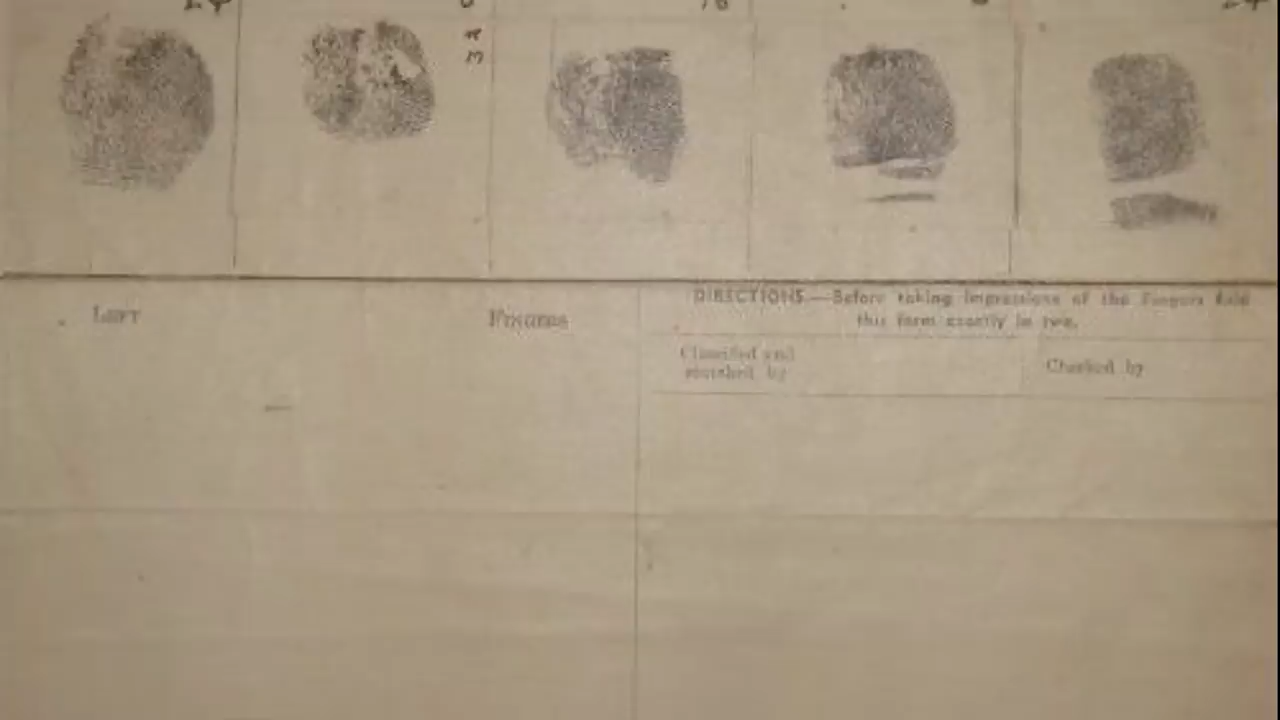 LEFT FINGERS
DIRECTIONS.—Before taking impressions of the Fingers fold
this form exactly in two.
Classified and
searched by
Checked by